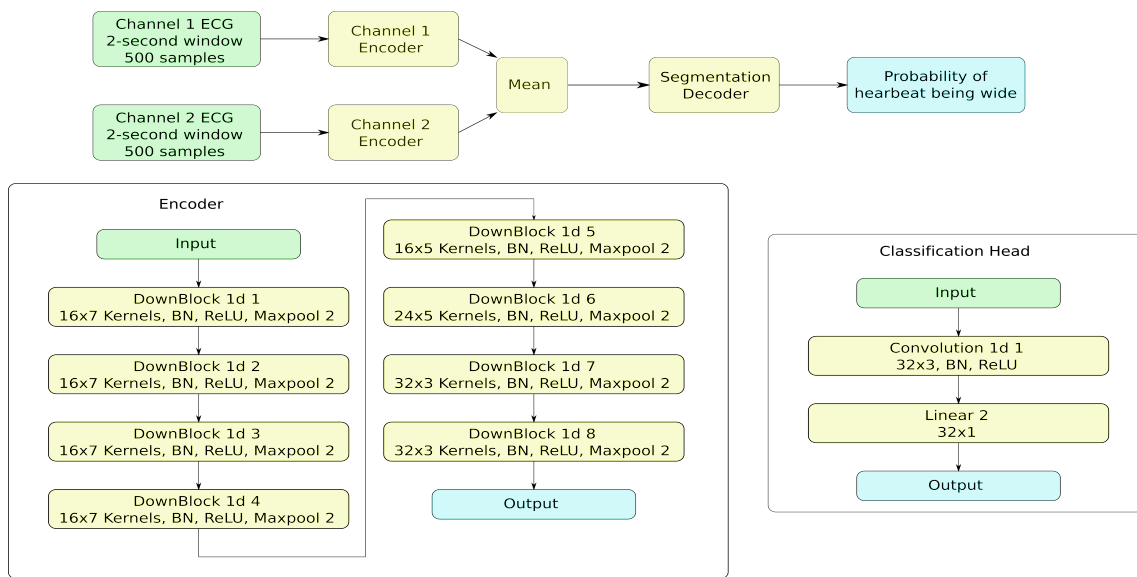 Channel 1 ECG
2-second window
500 samples
Channel 1
Encoder
Channel 2 ECG
2-second window
500 samples
Channel 2
Encoder
Mean
Segmentation
Decoder
Probability of
hearbeat being wide
Encoder
Input
DownBlock 1d 1
16x7 Kernels, BN, ReLU, Maxpool 2
DownBlock 1d 2
16x7 Kernels, BN, ReLU, Maxpool 2
DownBlock 1d 3
16x7 Kernels, BN, ReLU, Maxpool 2
DownBlock 1d 4
16x7 Kernels, BN, ReLU, Maxpool 2
DownBlock 1d 5
16x5 Kernels, BN, ReLU, Maxpool 2
DownBlock 1d 6
24x5 Kernels, BN, ReLU, Maxpool 2
DownBlock 1d 7
32x3 Kernels, BN, ReLU, Maxpool 2
DownBlock 1d 8
32x3 Kernels, BN, ReLU, Maxpool 2
Output
Classification Head
Input
Convolution 1d 1
32x3, BN, ReLU
Linear 2
32x1
Output